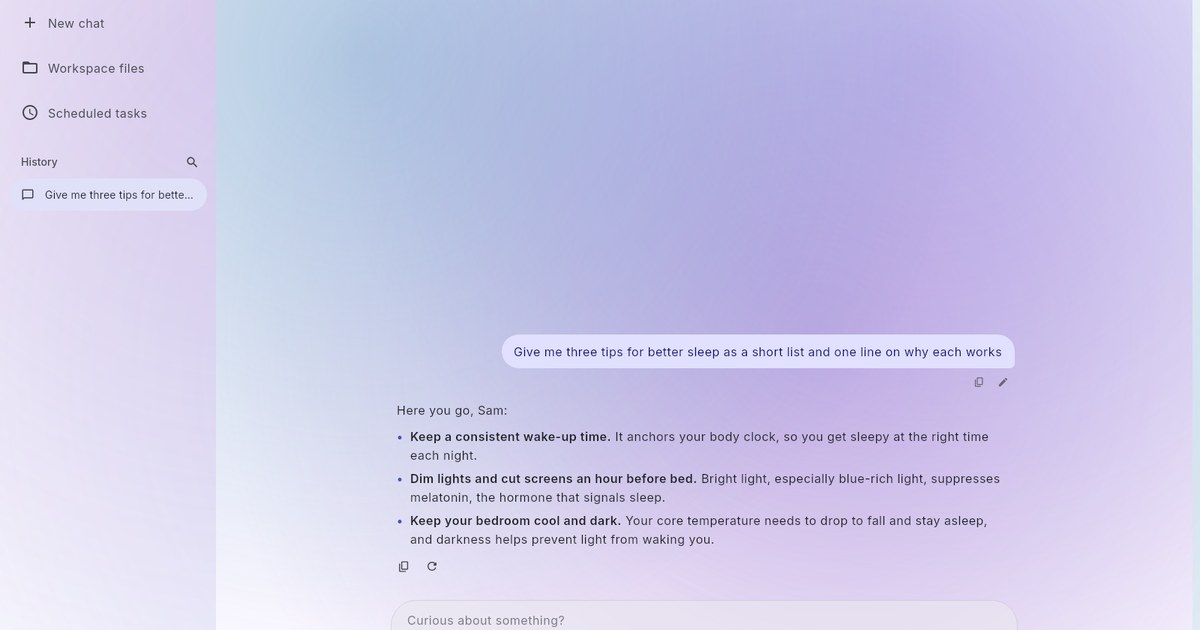 New chat
Workspace files
Scheduled tasks
History
Give me three tips for bette...
Give me three tips for better sleep as a short list and one line on why each works
Here you go, Sam:
• Keep a consistent wake-up time. It anchors your body clock, so you get sleepy at the right time
each night.
• Dim lights and cut screens an hour before bed. Bright light, especially blue-rich light, suppresses
melatonin, the hormone that signals sleep.
• Keep your bedroom cool and dark. Your core temperature needs to drop to fall and stay asleep,
and darkness helps prevent light from waking you.
Curious about something?